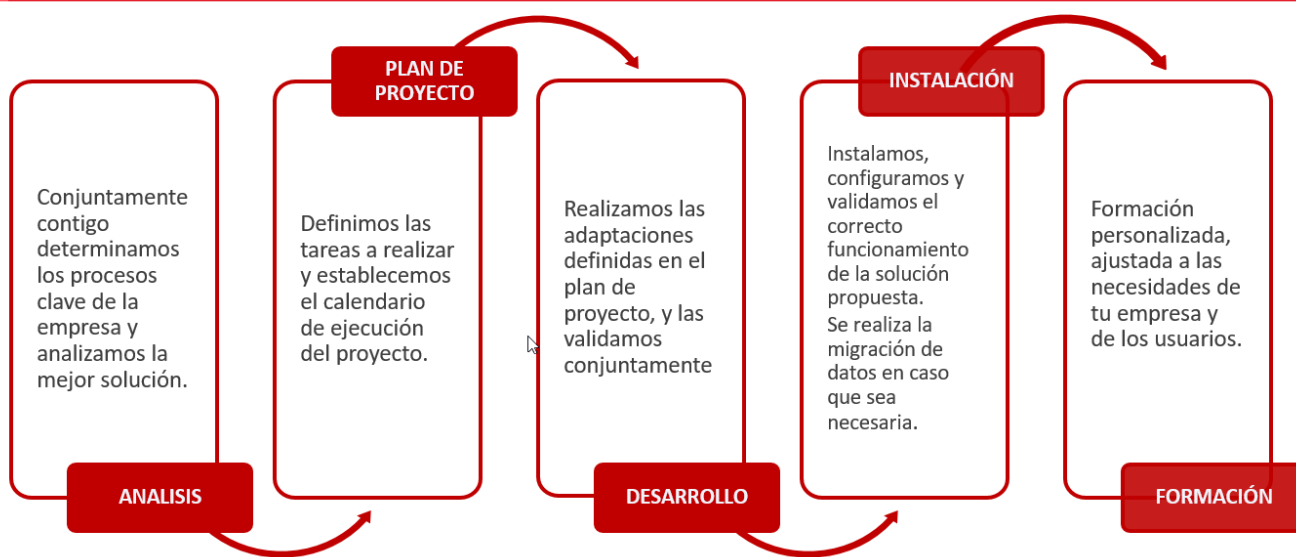 Conjuntamente
contigo
determinamos
los procesos
clave de la
empresa y
analizamos la
mejor solución.
ANALISIS
PLAN DE
PROYECTO
Definimos las
tareas a realizar
y establecemos
el calendario
de ejecución
del proyecto.
Realizamos las
adaptaciones
definidas en el
plan de
proyecto, y las
validamos
conjuntamente
DESARROLLO
INSTALACIÓN
Instalamos,
configuramos y
validamos el
correcto
funcionamiento
de la solución
propuesta.
Se realiza la
migración de
datos en caso
que sea
necesaria.
Formación
personalizada,
ajustada a las
necesidades de
tu empresa y
de los usuarios.
FORMACIÓN